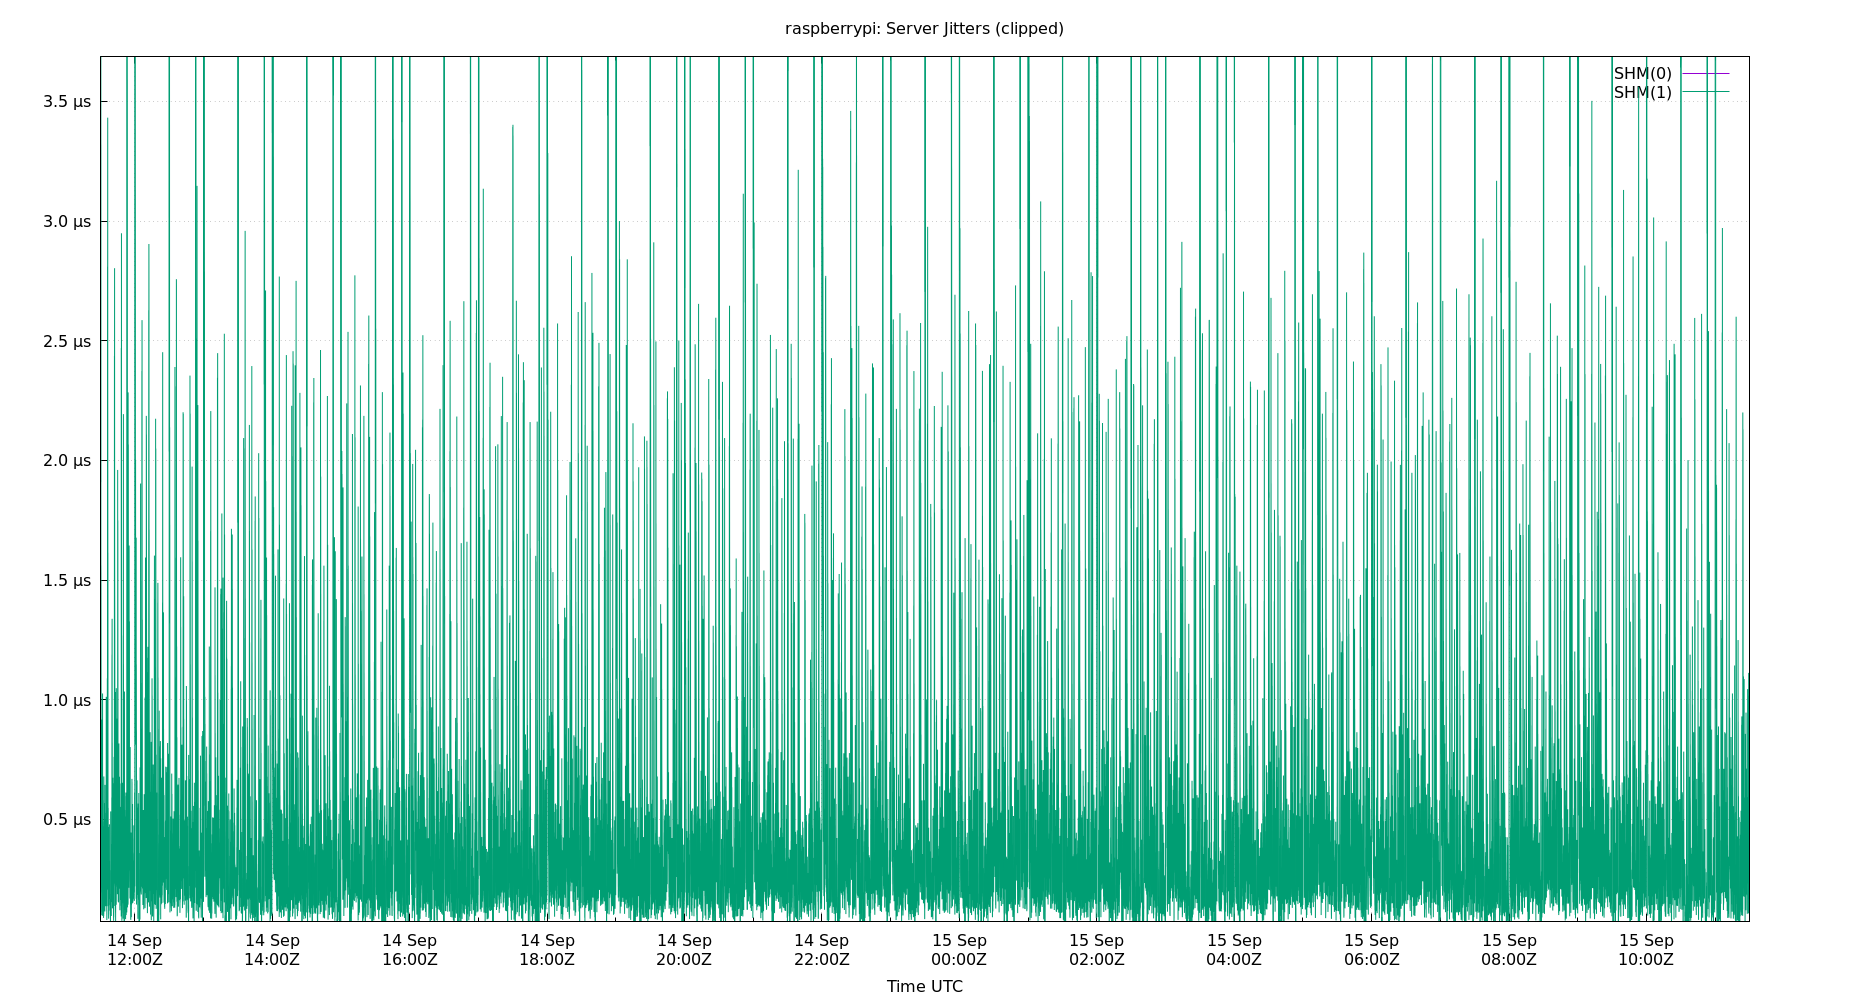 raspberrypi: Server Jitters (clipped)
SHM(0)
SHM(1)
3.5 μs
3.0 μs
2.5 μs
2.0 μs
1.5 μs
1.0 μs
0.5 μs
14 Sep 14 Sep 14 Sep 14 Sep 14 Sep 14 Sep 15 Sep 15 Sep 15 Sep 15 Sep 15 Sep 15 Sep
12:00Z 14:00Z 16:00Z 18:00Z 20:00Z 22:00Z 00:00Z 02:00Z 04:00Z 06:00Z 08:00Z 10:00Z
Time UTC